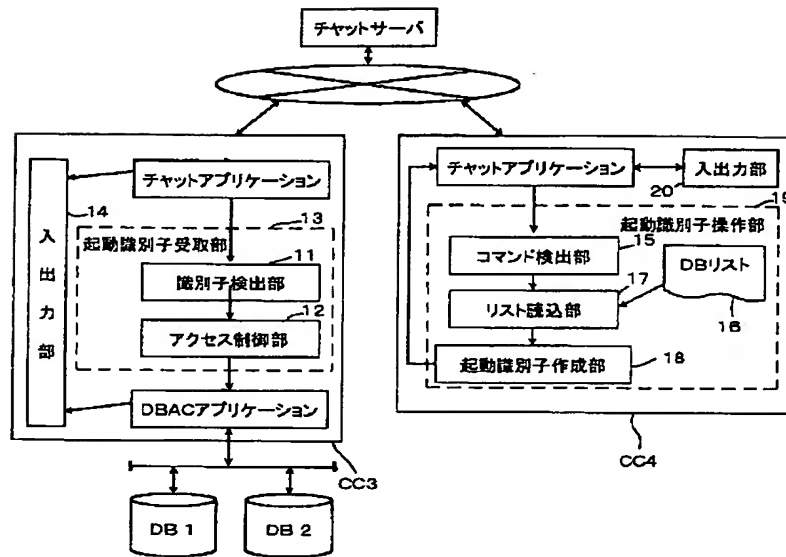 チャットサーバ
チャットアプリケーション
14
入出力部
13
起動識別子受取部
11
識別子検出部
12
アクセス制御部
DBACアプリケーション
CC3
DB 1
DB 2
チャットアプリケーション
入出力部
20
19
起動識別子操作部
15
コマンド検出部
DBリスト
16
17
リスト読込部
起動識別子作成部
18
CC4